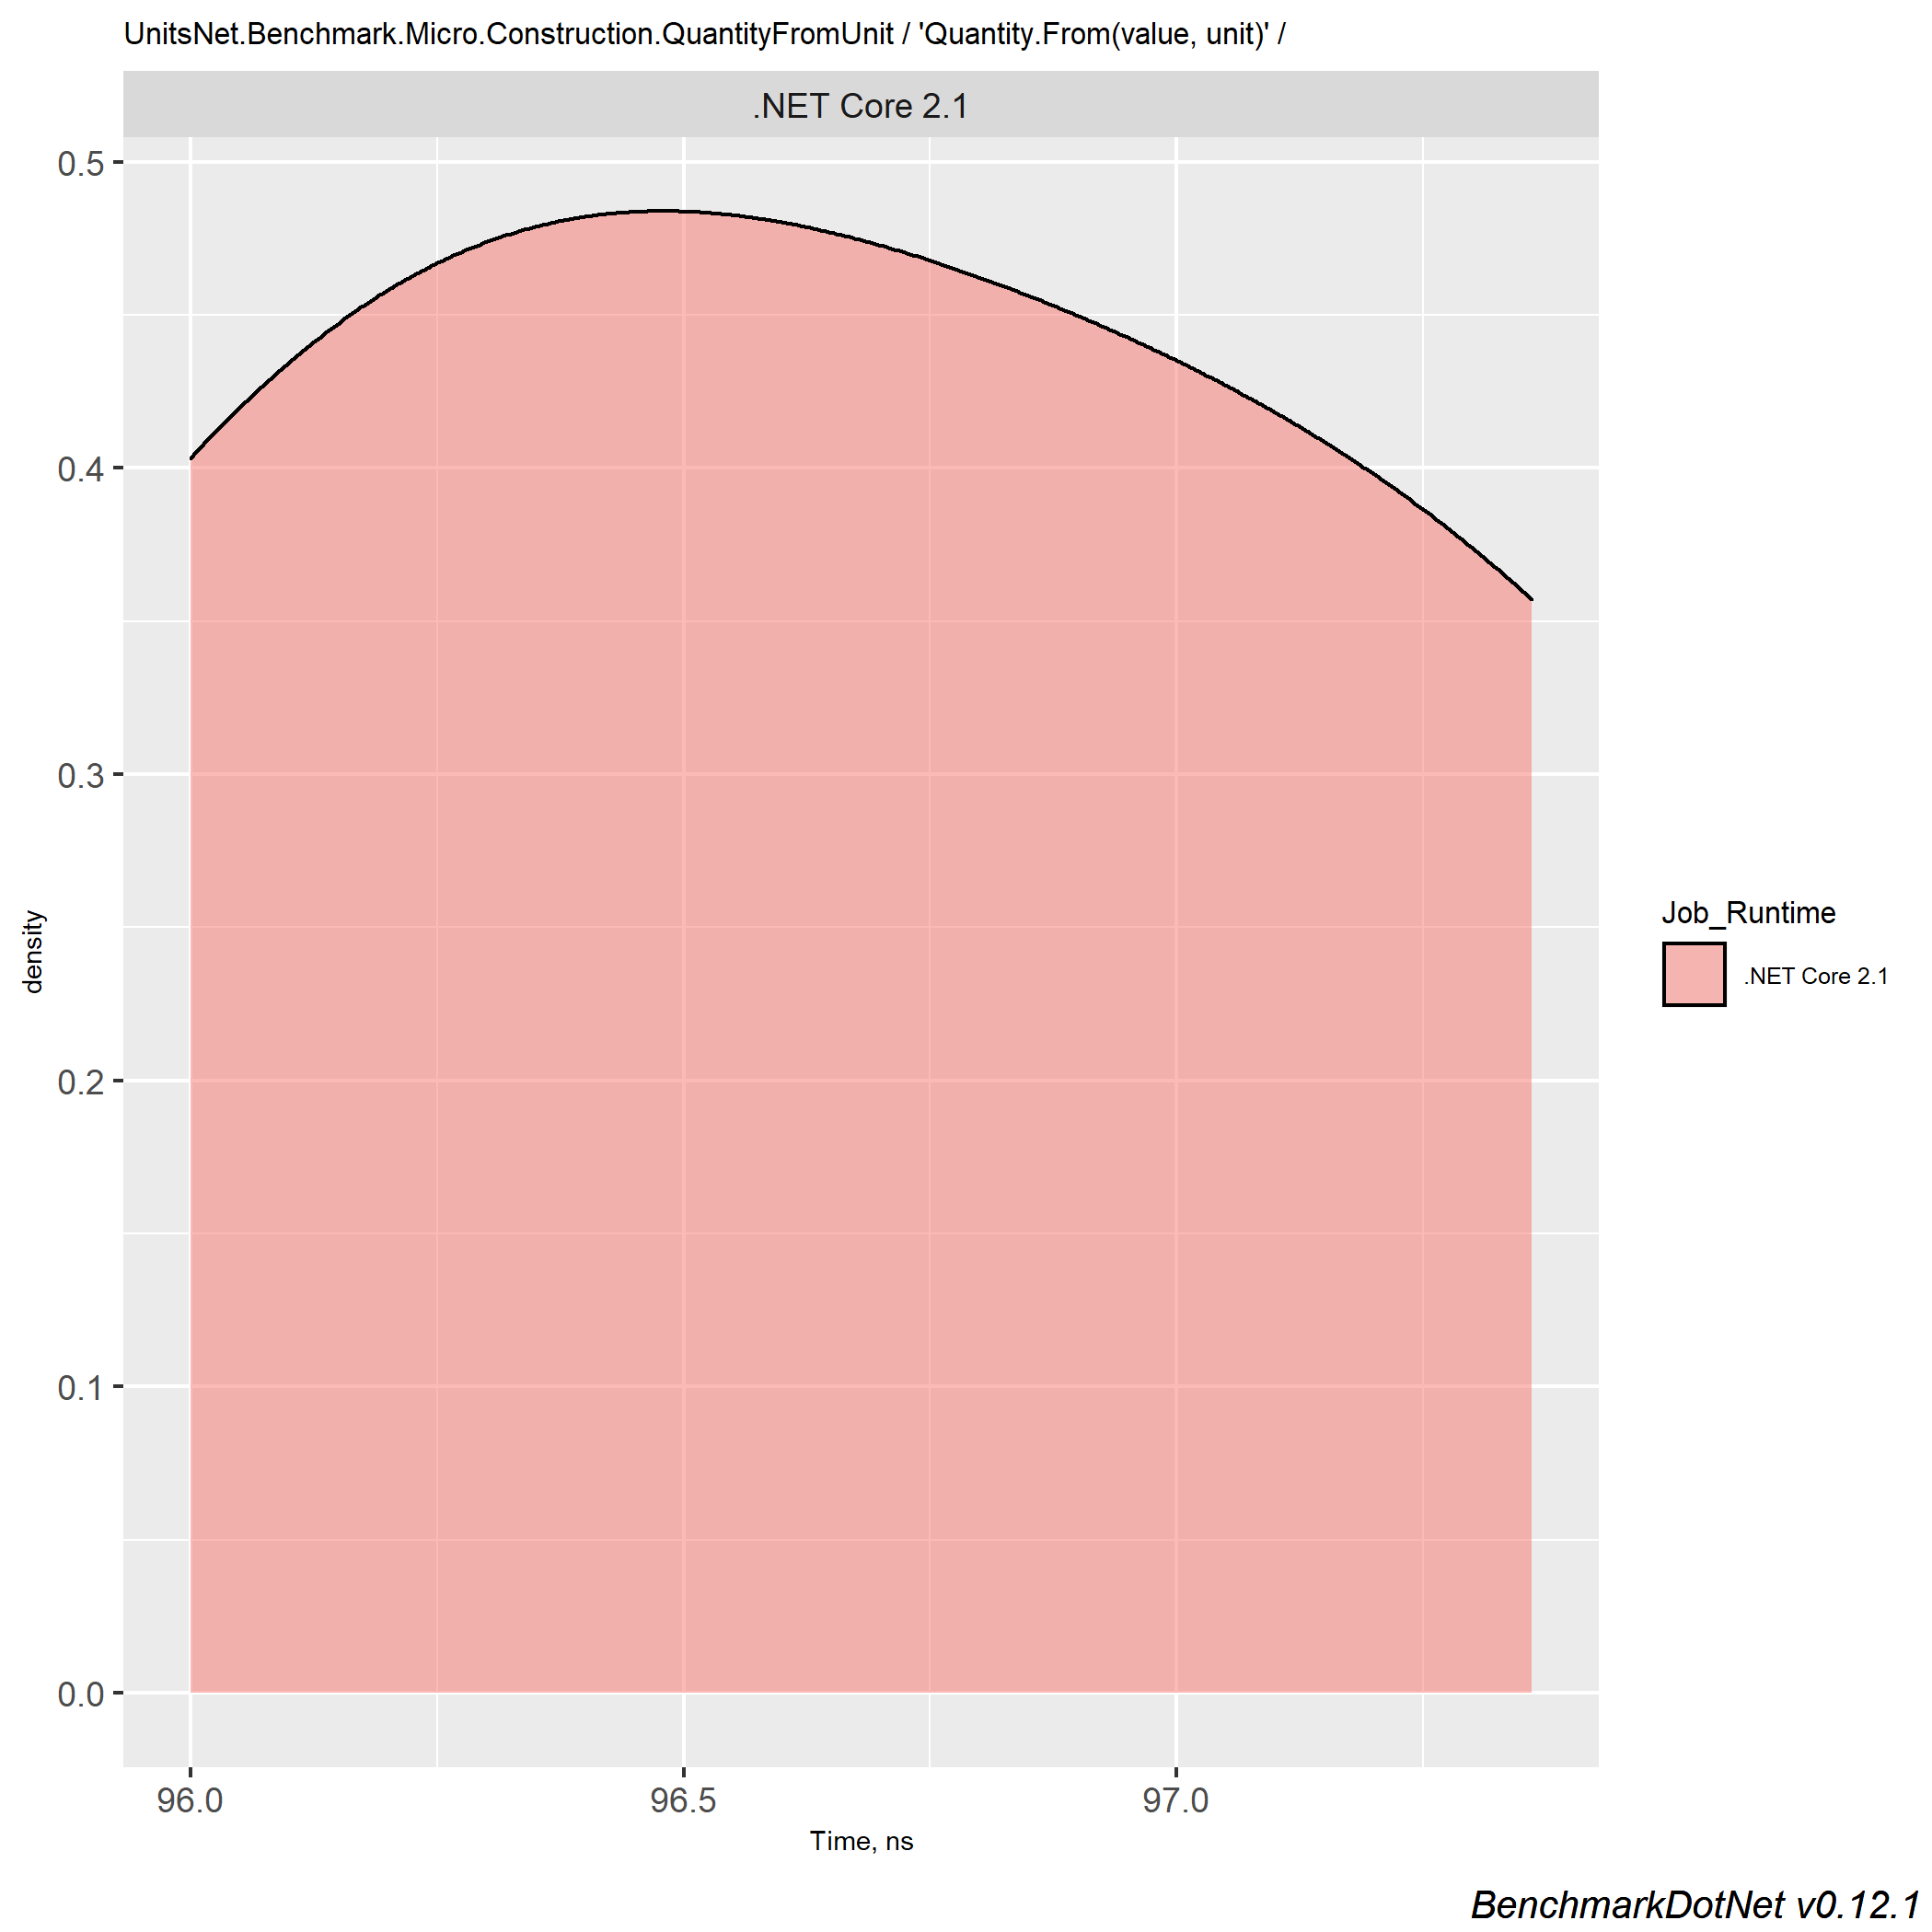 UnitsNet.Benchmark.Micro.Construction.QuantityFromUnit / 'Quantity.From(value, unit)' /
.NET Core 2.1
0.5
0.4
0.3
0.2
0.1
0.0
density
96.0
96.5
97.0
Time, ns
Job_Runtime
.NET Core 2.1
BenchmarkDotNet v0.12.1